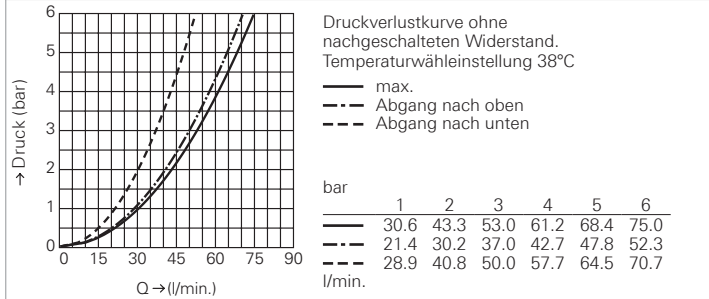 6
5
4
3
2
1
0
→ Druck (bar)
0 15 30 45 60 75 90
Q → (l/min.)
Druckverlustkurve ohne
nachgeschalteten Widerstand.
Temperaturwähleinstellung 38°C
max.
Abgang nach oben
Abgang nach unten
bar
1 2 3 4 5 6
30.6 43.3 53.0 61.2 68.4 75.0
21.4 30.2 37.0 42.7 47.8 52.3
28.9 40.8 50.0 57.7 64.5 70.7
l/min.